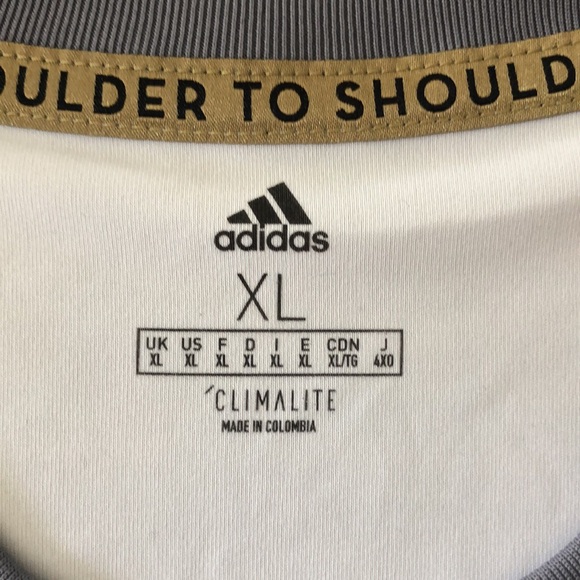 OULDER TO SHOULD
adidas
XL
UK US F D I E CDN J
XL XL XL XL XL XL XL/TG 4XO
CLIMALITE
MADE IN COLOMBIA